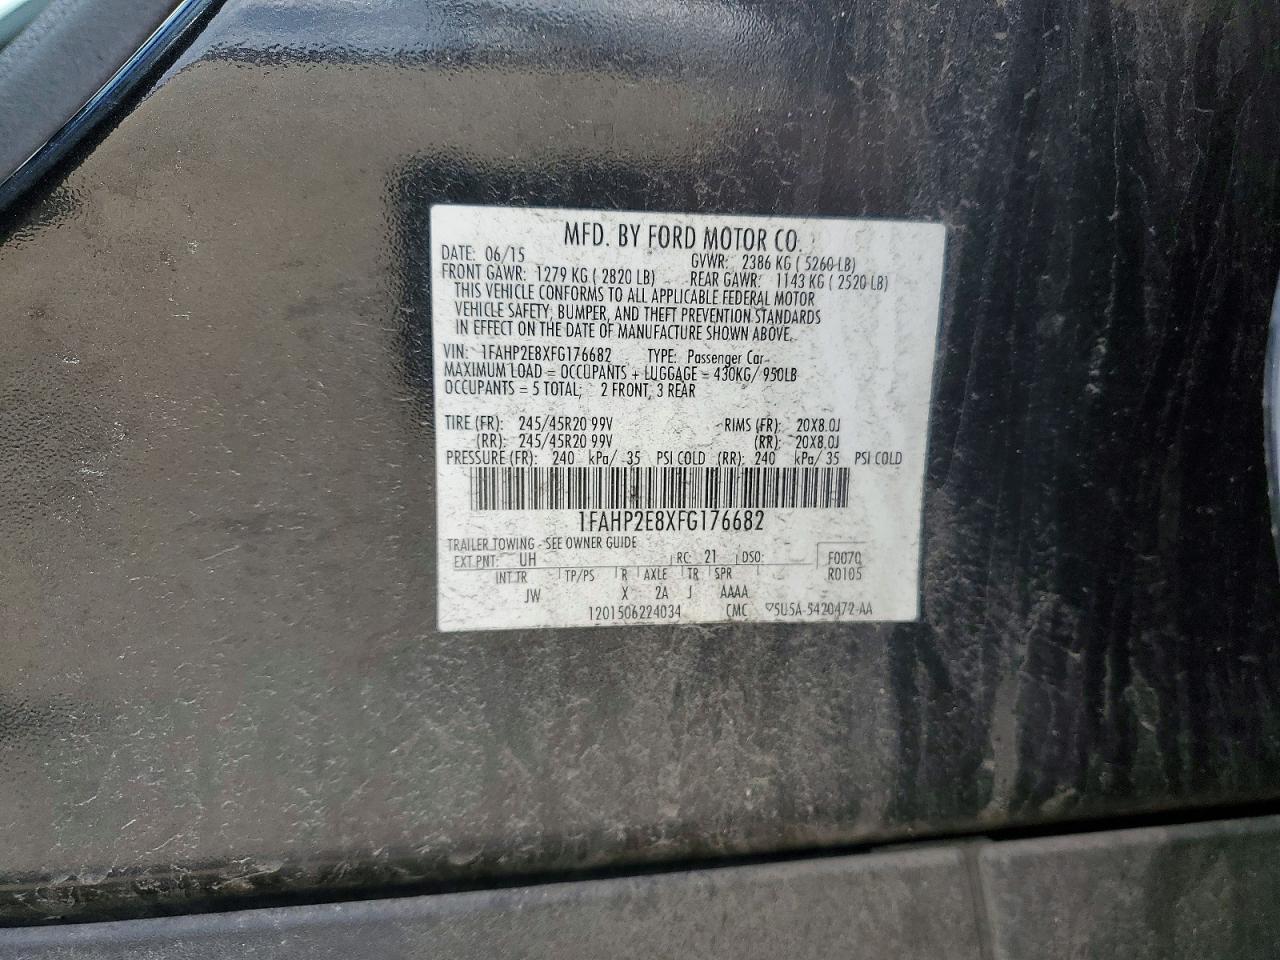 MFD. BY FORD MOTOR CO.
DATE: 06/15 GVWR: 2386 KG ( 5260 LB)
FRONT GAWR: 1279 KG ( 2820 LB) REAR GAWR: 1143 KG ( 2520 LB)
THIS VEHICLE CONFORMS TO ALL APPLICABLE FEDERAL MOTOR
VEHICLE SAFETY, BUMPER, AND THEFT PREVENTION STANDARDS
IN EFFECT ON THE DATE OF MANUFACTURE SHOWN ABOVE.
VIN: 1FAHP2E8XFG176682 TYPE: Passenger Car
MAXIMUM LOAD = OCCUPANTS + LUGGAGE = 430KG/ 950LB
OCCUPANTS = 5 TOTAL; 2 FRONT, 3 REAR
TIRE (FR): 245/45R20 99V RIMS (FR): 20X8.0J
(RR): 245/45R20 99V (RR): 20X8.0J
PRESSURE (FR): 240 kPa/ 35 PSI COLD (RR): 240 kPa/ 35 PSI COLD
1FAHP2E8XFG176682
TRAILER TOWING - SEE OWNER GUIDE
EXT PNT: UH RC: 21 DSO: F0070
INT TR TP/PS R AXLE TR SPR R0105
JW X 2A J AAAA
1201506224034 CMC 5U5A-5420472-AA